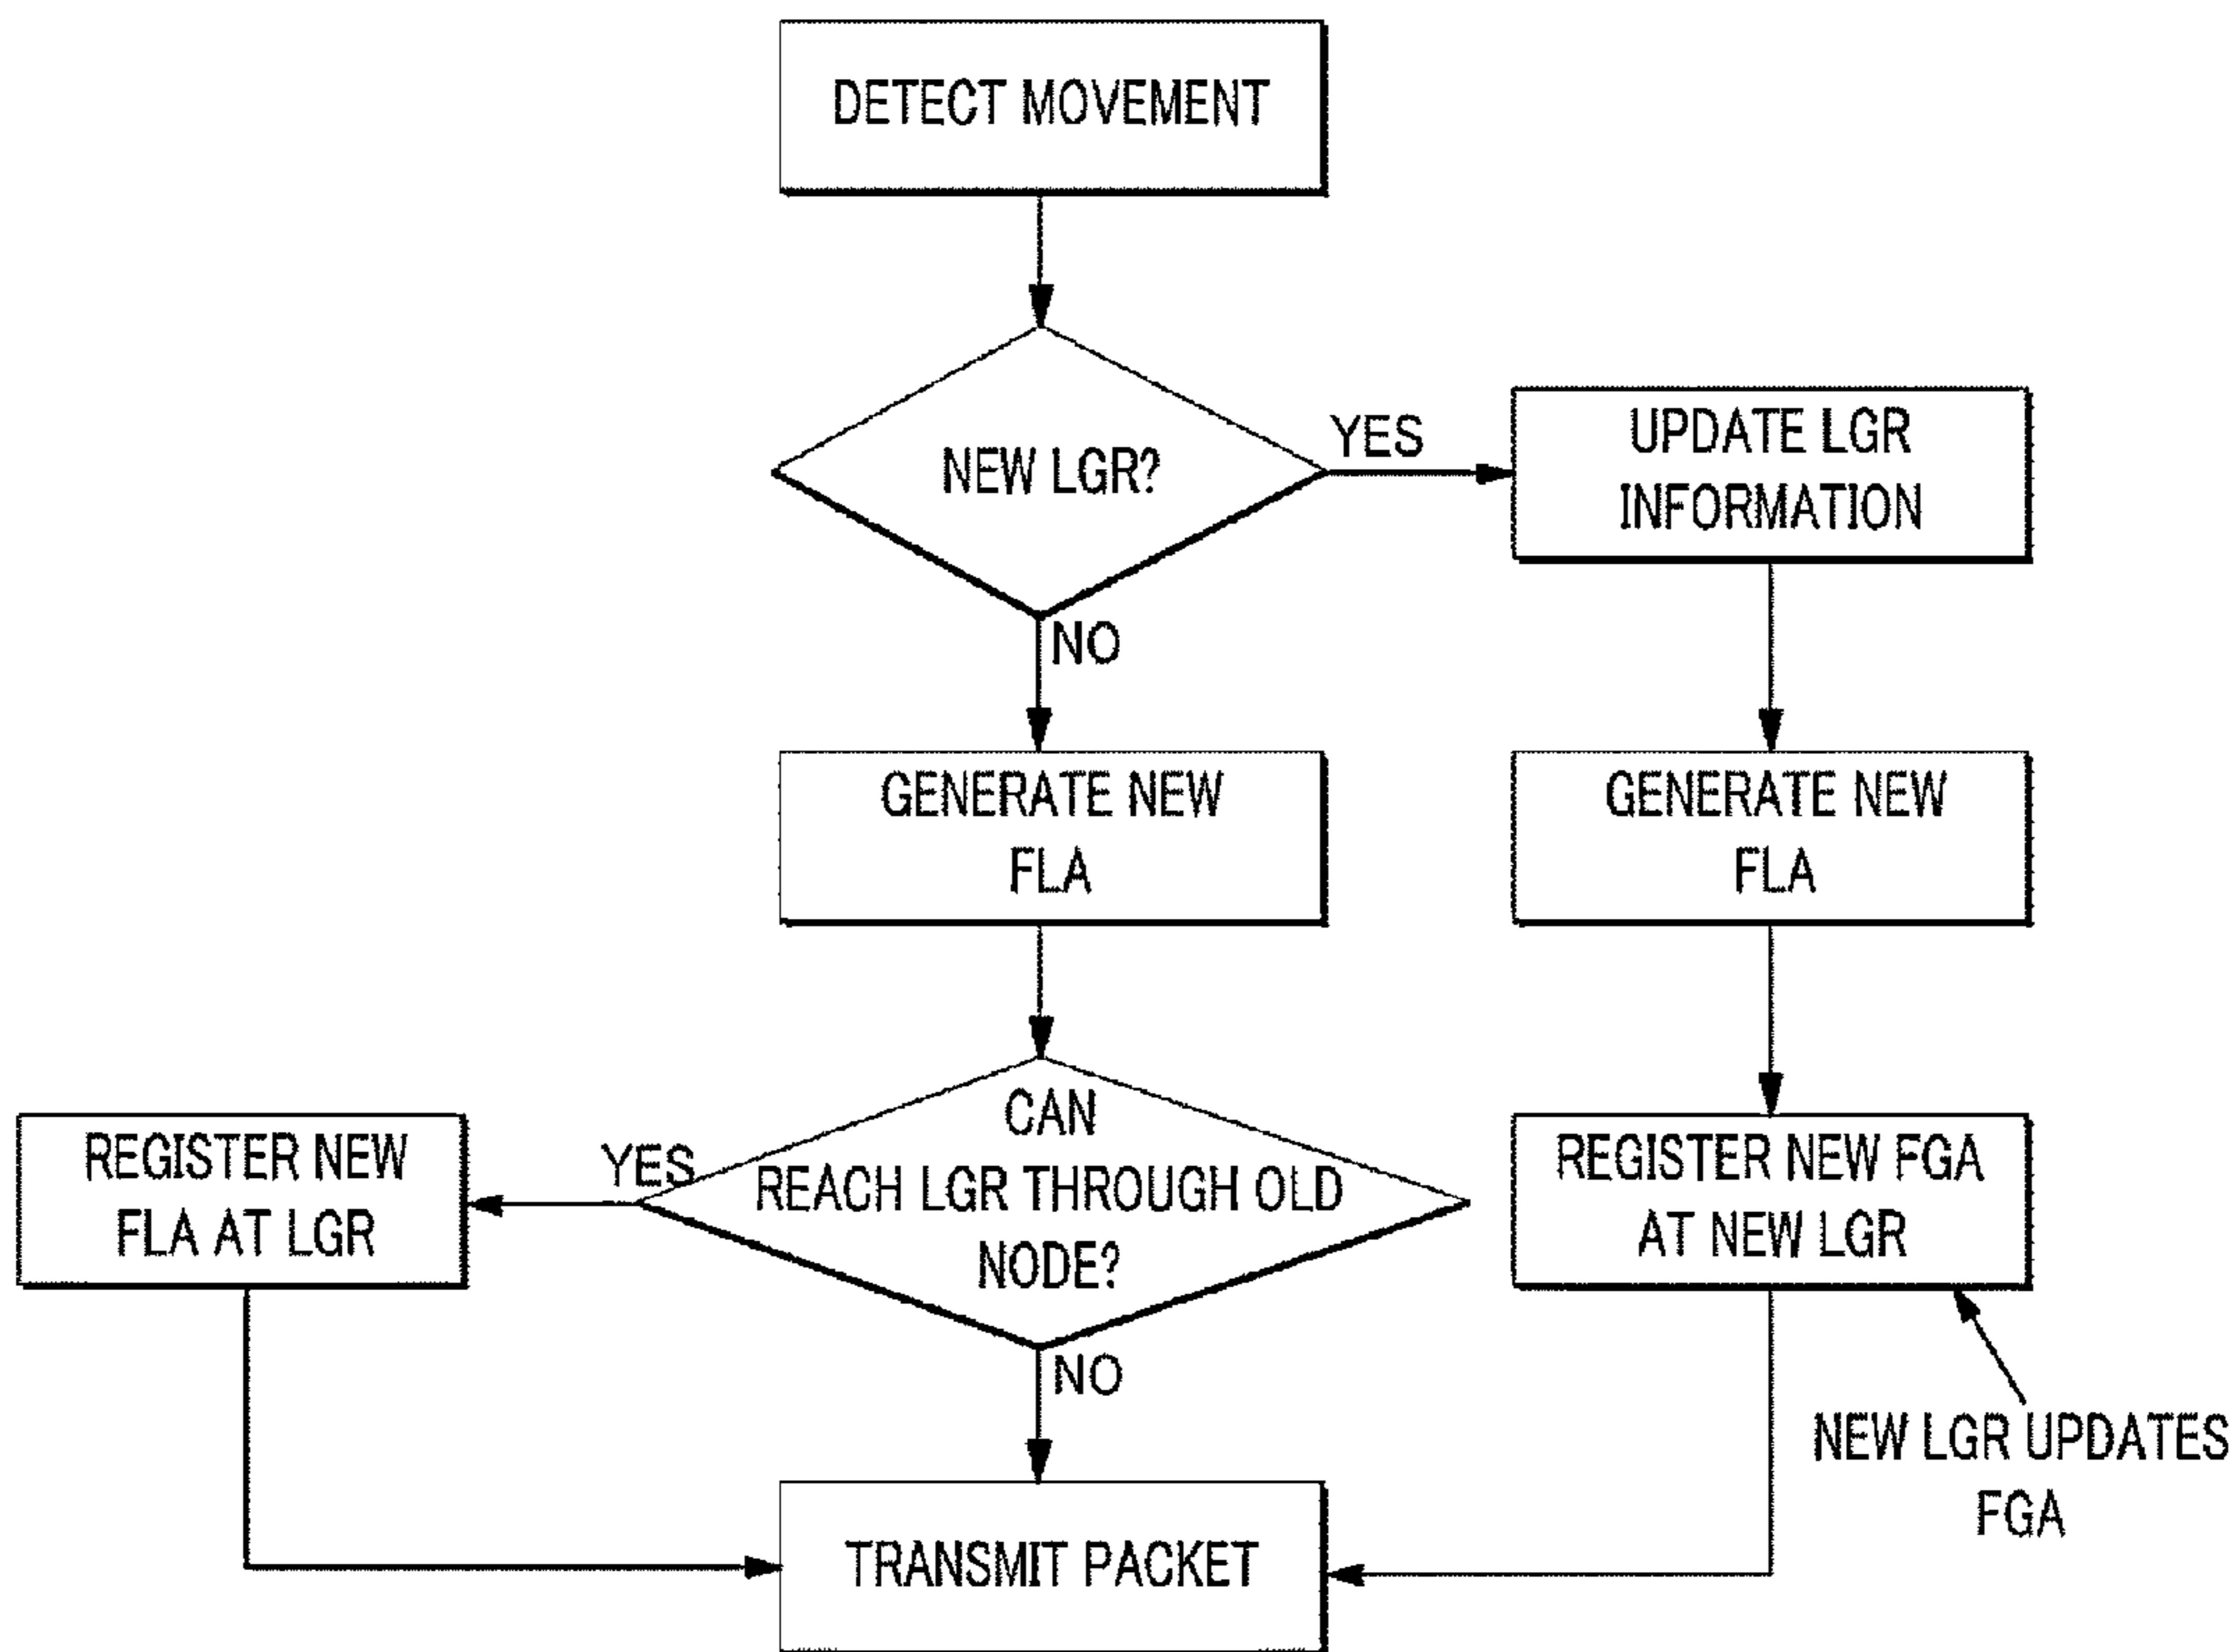 DETECT MOVEMENT
NEW LGR?
YES
UPDATE LGR
INFORMATION
NO
GENERATE NEW
FLA
GENERATE NEW
FLA
CAN
REACH LGR THROUGH OLD
NODE?
YES
REGISTER NEW
FLA AT LGR
REGISTER NEW FGA
AT NEW LGR
NO
NEW LGR UPDATES
FGA
TRANSMIT PACKET